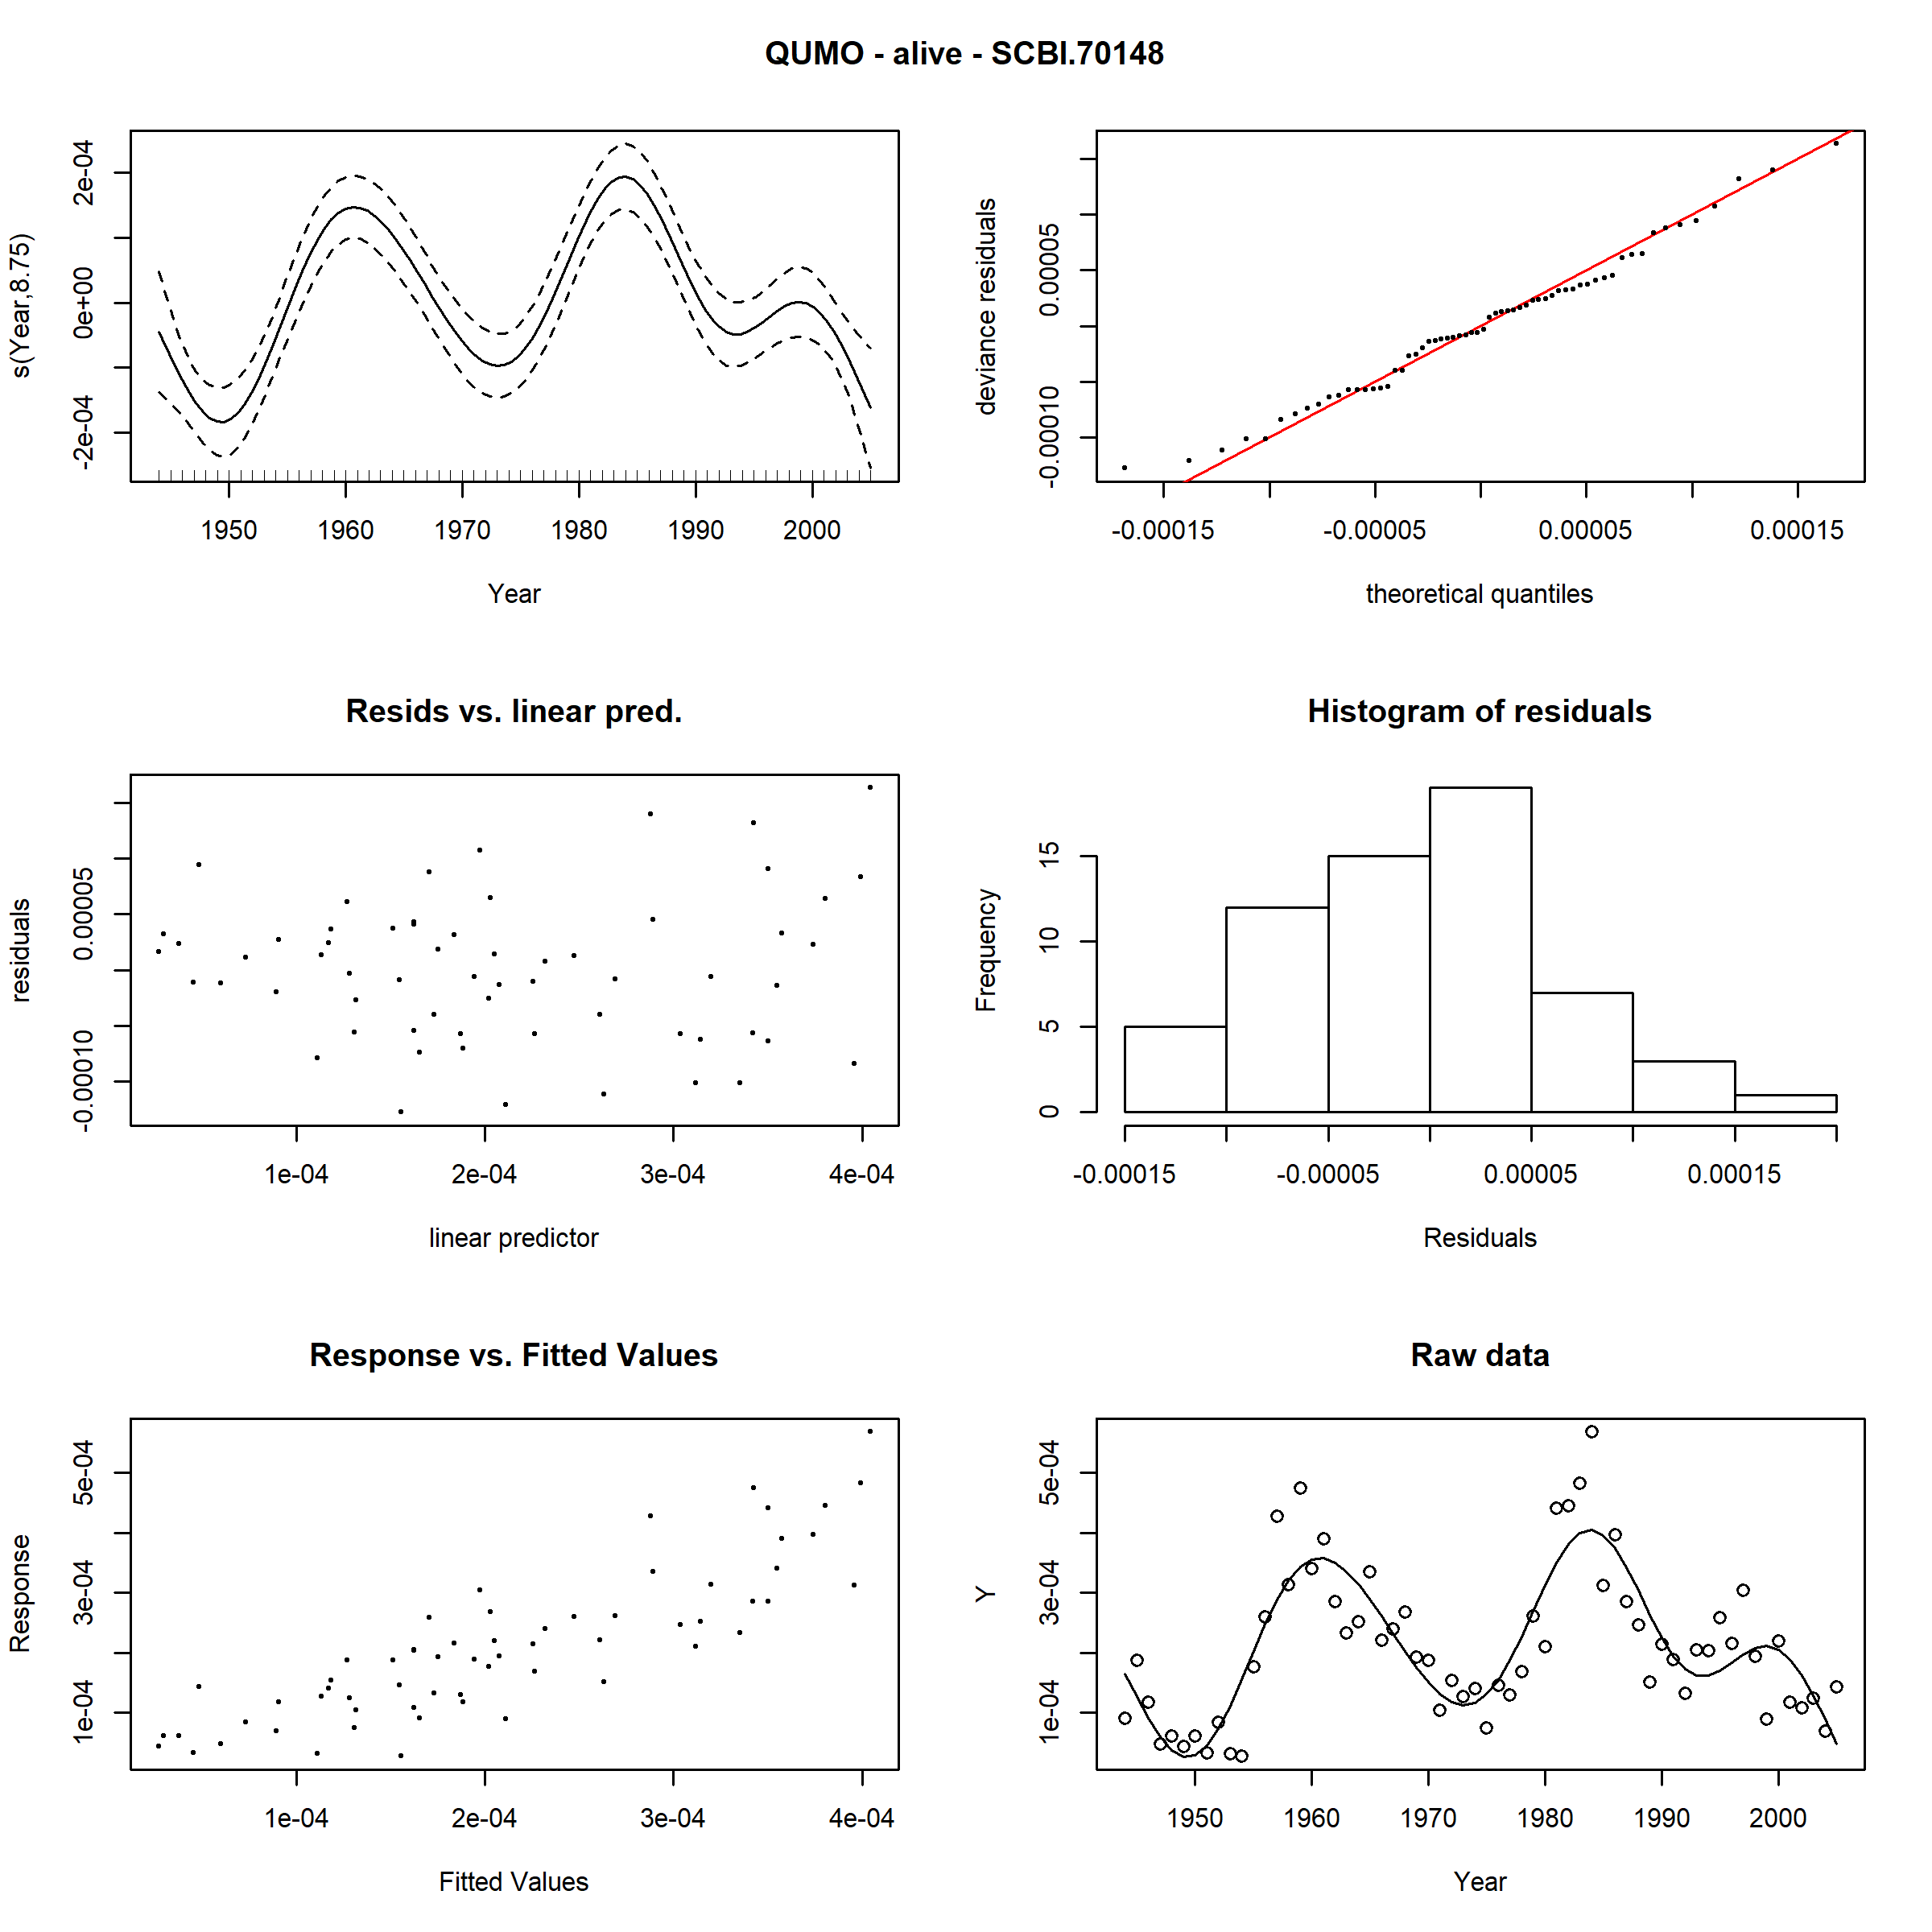 QUMO - alive - SCBI.70148
s(Year,8.75)
-2e-04 0e+00 2e-04
1950 1960 1970 1980 1990 2000
Year
deviance residuals
-0.00010 0.00005
-0.00015 -0.00005 0.00005 0.00015
theoretical quantiles
Resids vs. linear pred.
residuals
-0.00010 0.00005
1e-04 2e-04 3e-04 4e-04
linear predictor
Histogram of residuals
Frequency
0 5 10 15
-0.00015 -0.00005 0.00005 0.00015
Residuals
Response vs. Fitted Values
Response
1e-04 3e-04 5e-04
1e-04 2e-04 3e-04 4e-04
Fitted Values
Raw data
Y
1e-04 3e-04 5e-04
1950 1960 1970 1980 1990 2000
Year